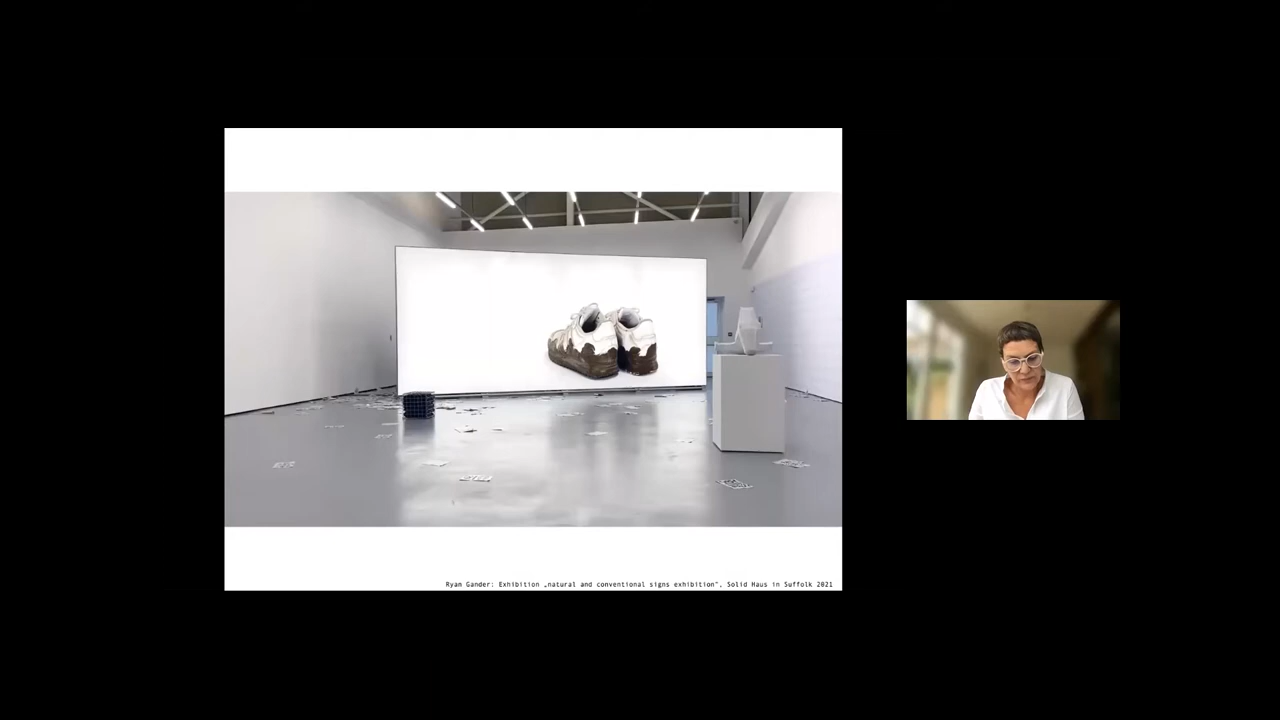 Ryan Gander: Exhibition „natural and conventional signs exhibition", Solid Haus in Suffolk 2021